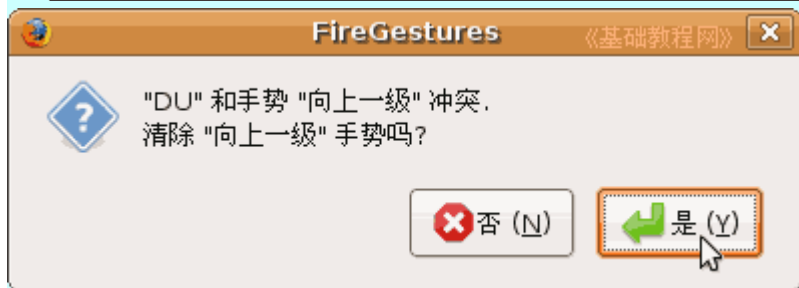 FireGestures 《基础教程网》
"DU" 和手势 "向上一级" 冲突.
清除 "向上一级" 手势吗?
否 (N) 是 (Y)